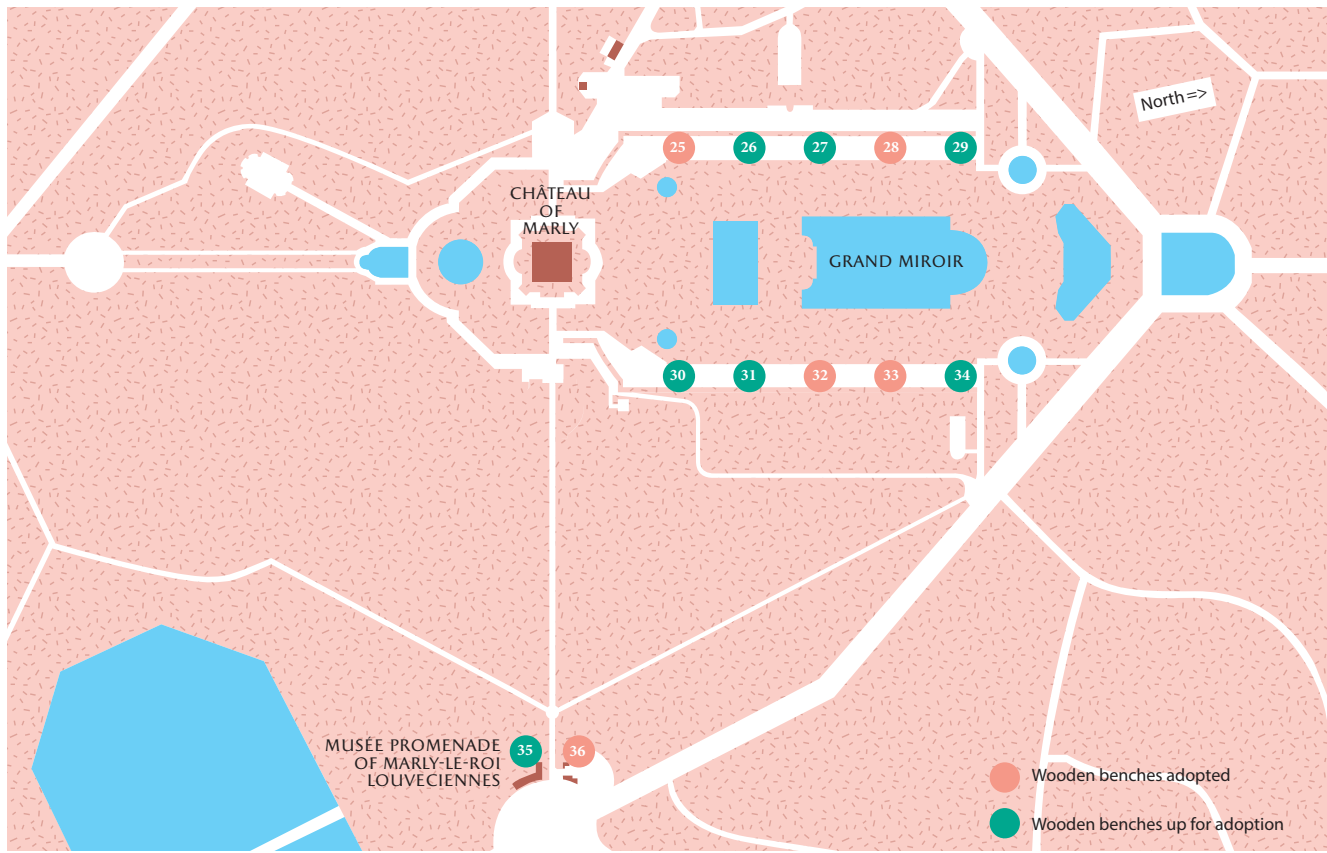 North =>
25
26
27
28
29
CHÂTEAU
OF
MARLY
GRAND MIROIR
30
31
32
33
34
35
36
MUSÉE PROMENADE
OF MARLY-LE-ROI
LOUVECIENNES
Wooden benches adopted
Wooden benches up for adoption